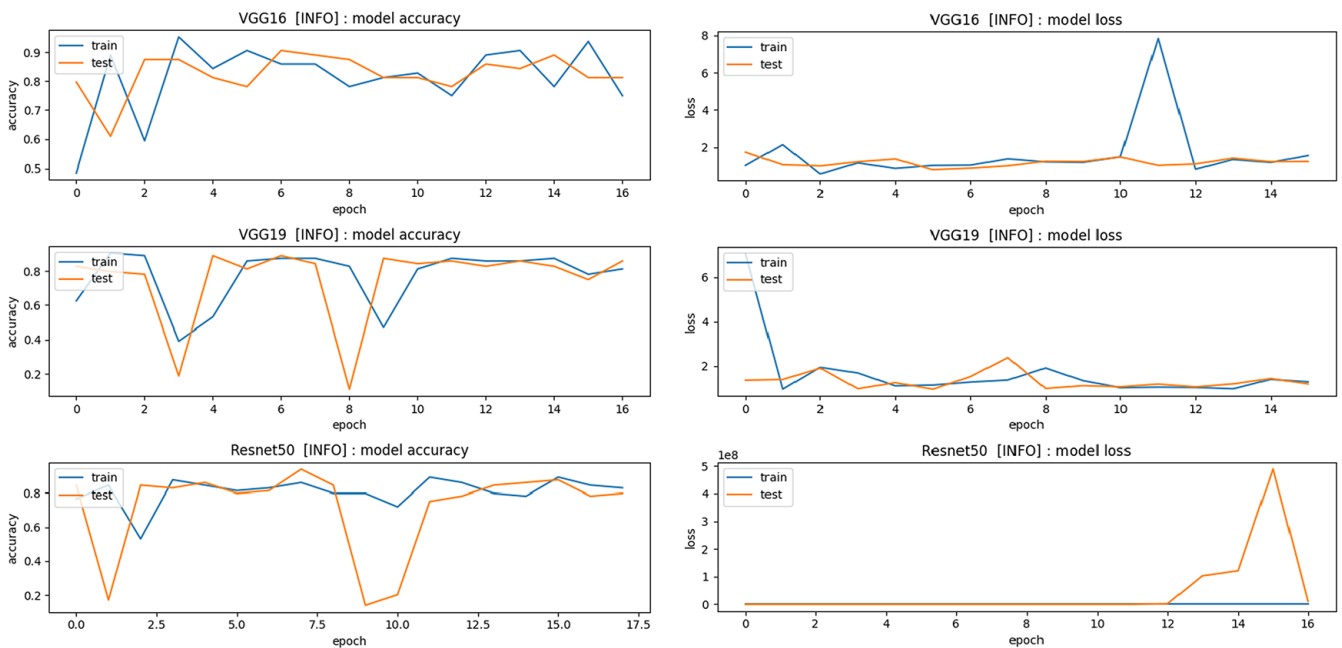 VGG16 [INFO] : model accuracy
train
test
accuracy
0.9
0.8
0.7
0.6
0.5
0 2 4 6 8 10 12 14 16
epoch
VGG16 [INFO] : model loss
train
test
loss
8
6
4
2
0 2 4 6 8 10 12 14
epoch
VGG19 [INFO] : model accuracy
train
test
accuracy
0.8
0.6
0.4
0.2
0 2 4 6 8 10 12 14 16
epoch
VGG19 [INFO] : model loss
train
test
loss
6
4
2
0 2 4 6 8 10 12 14
epoch
Resnet50 [INFO] : model accuracy
train
test
accuracy
0.8
0.6
0.4
0.2
0.0 2.5 5.0 7.5 10.0 12.5 15.0 17.5
epoch
Resnet50 [INFO] : model loss
1e8
train
test
loss
5
4
3
2
1
0
0 2 4 6 8 10 12 14 16
epoch